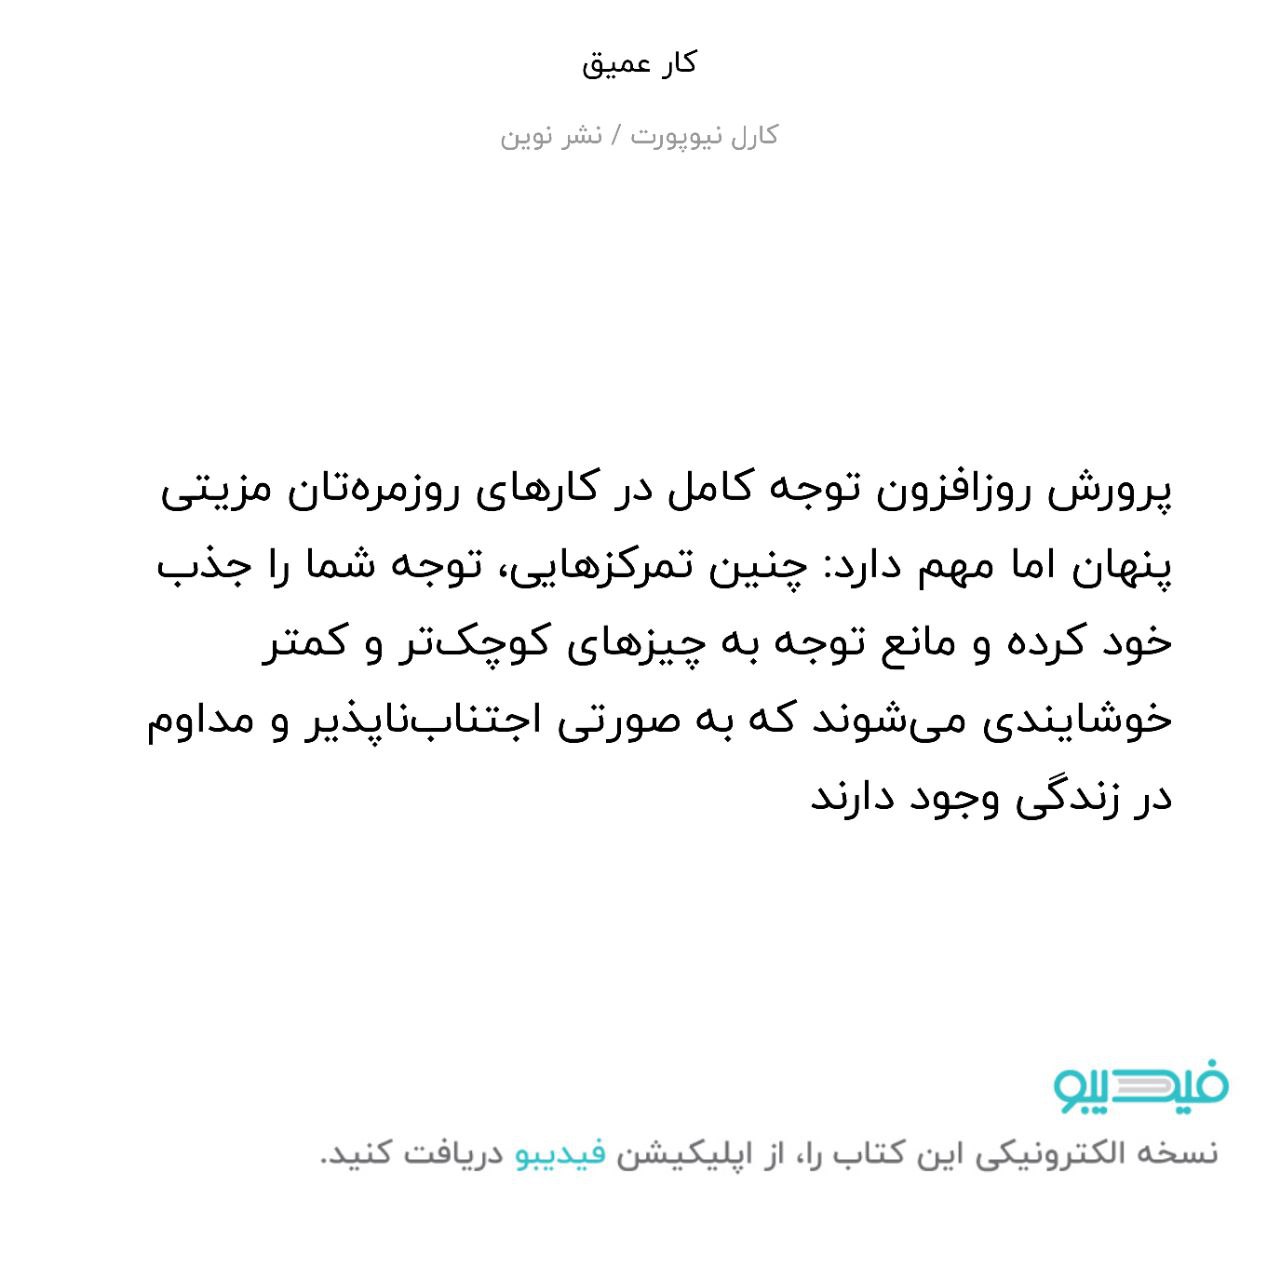 کار عمیق
کارل نیوپورت / نشر نوین
پرورش روزافزون توجه کامل در کارهای روزمره‌تان مزیتی
پنهان اما مهم دارد: چنین تمرکزهایی، توجه شما را جذب
خود کرده و مانع توجه به چیزهای کوچک‌تر و کمتر
خوشایندی می‌شوند که به صورتی اجتناب‌ناپذیر و مداوم
در زندگی وجود دارند
فیدیبو
نسخه الکترونیکی این کتاب را، از اپلیکیشن فیدیبو دریافت کنید.